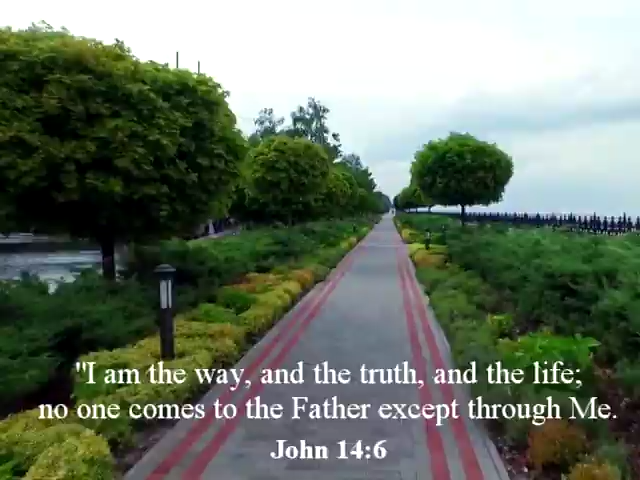 "I am the way, and the truth, and the life;
no one comes to the Father except through Me.
John 14:6